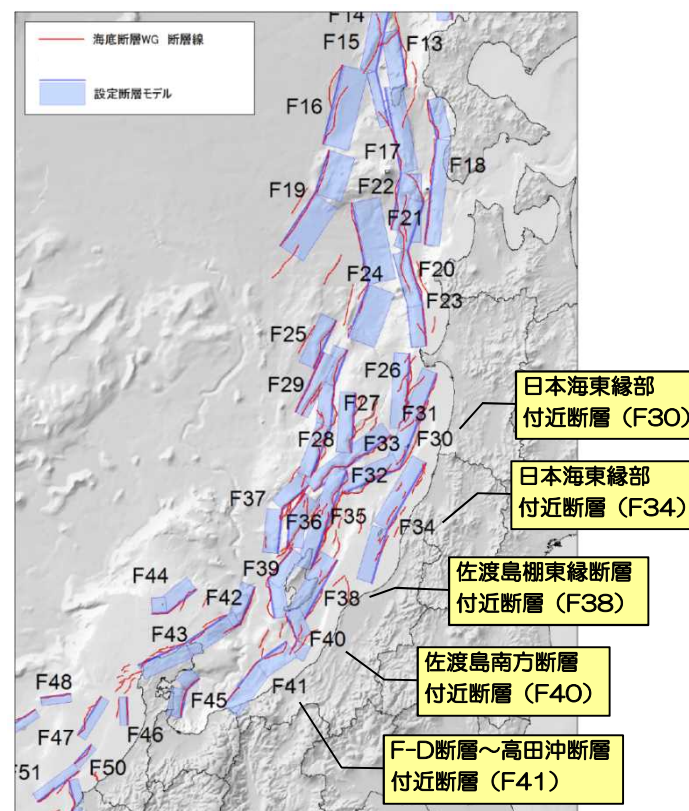 海底断層WG 断層線
設定断層モデル
F14
F15
F13
F16
F17
F18
F19
F22
F21
F20
F24
F23
F25
F26
F29
F27
F31
F28
F33
F30
F32
F37
F36
F35
F34
F39
F44
F42
F38
F43
F40
F48
F45
F41
F47
F46
F50
F51
日本海東縁部
付近断層（F30）
日本海東縁部
付近断層（F34）
佐渡島棚東縁断層
付近断層（F38）
佐渡島南方断層
付近断層（F40）
F-D断層～高田沖断層
付近断層（F41）